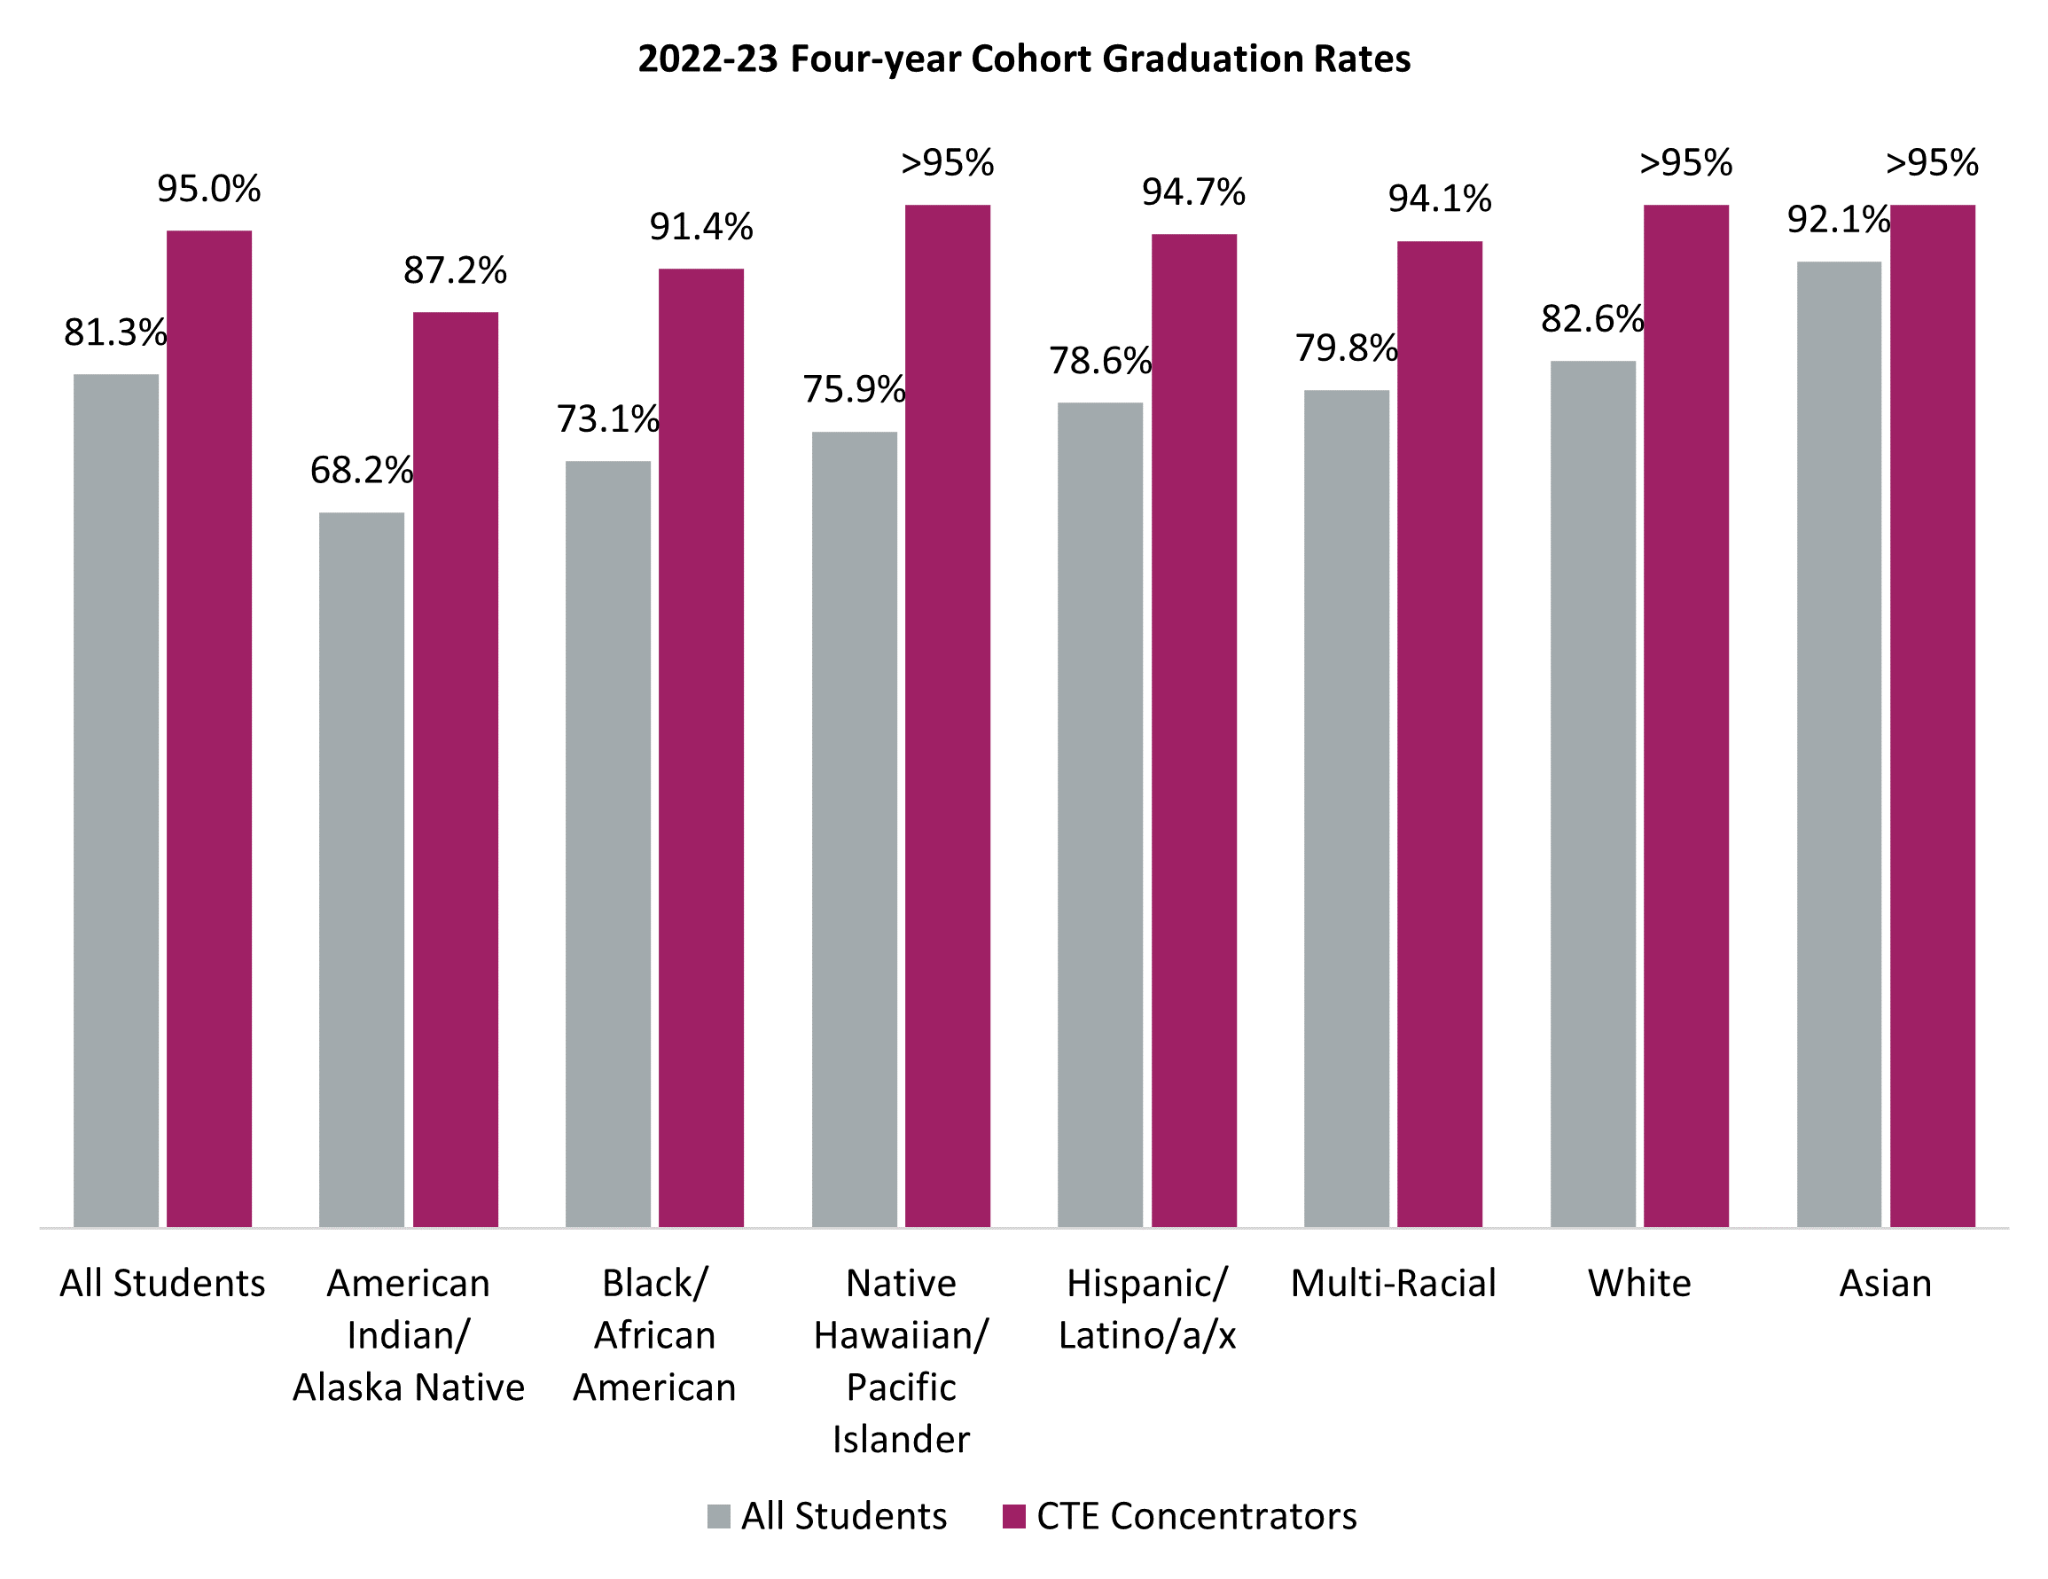 2022-23 Four-year Cohort Graduation Rates
81.3%
95.0%
68.2%
87.2%
73.1%
91.4%
75.9%
>95%
78.6%
94.7%
79.8%
94.1%
82.6%
>95%
92.1%
>95%
All Students
American
Indian/
Alaska Native
Black/
African
American
Native
Hawaiian/
Pacific
Islander
Hispanic/
Latino/a/x
Multi-Racial
White
Asian
All Students
CTE Concentrators